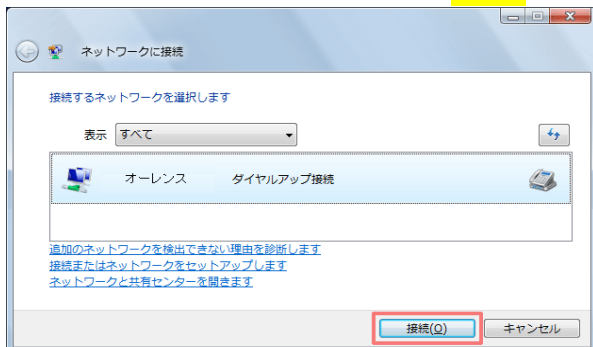 ネットワークに接続
接続するネットワークを選択します
表示 すべて
オーレンス ダイヤルアップ接続
追加のネットワークを検出できない理由を診断します
接続またはネットワークをセットアップします
ネットワークと共有センターを開きます
接続(O) キャンセル